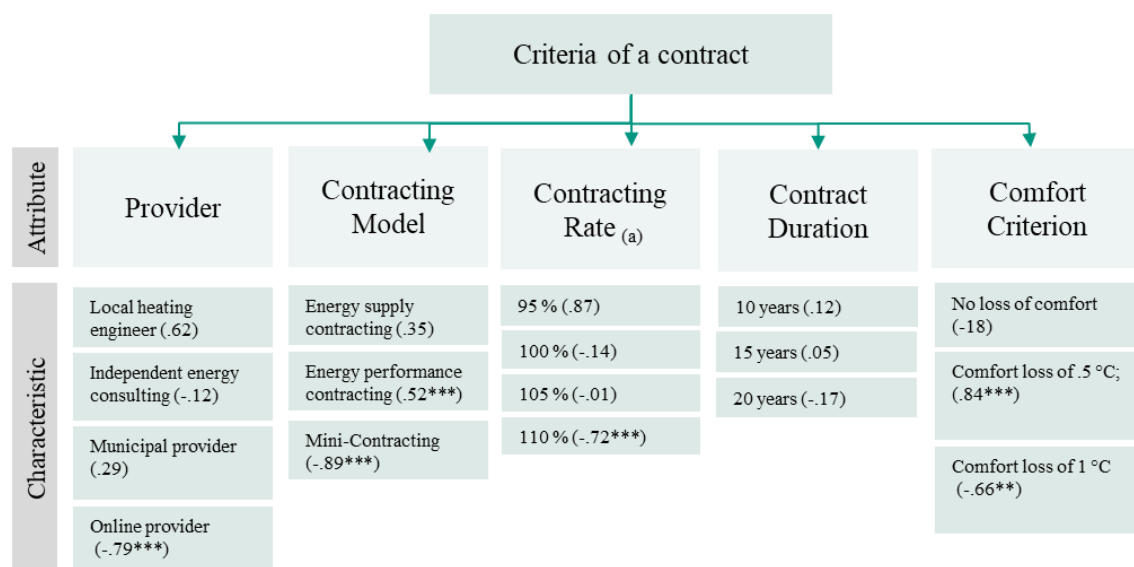 Criteria of a contract
Attribute
Provider
Contracting
Model
Contracting
Rate (a)
Contract
Duration
Comfort
Criterion
Characteristic
Local heating
engineer (.62)
Independent energy
consulting (-.12)
Municipal provider
(.29)
Online provider
(-.79***)
Energy supply
contracting (.35)
Energy performance
contracting (.52***)
Mini-Contracting
(-.89***)
95 % (.87)
100 % (-.14)
105 % (-.01)
110 % (-.72***)
10 years (.12)
15 years (.05)
20 years (-.17)
No loss of comfort
(-18)
Comfort loss of .5 °C;
(.84***)
Comfort loss of 1 °C
(-.66**)